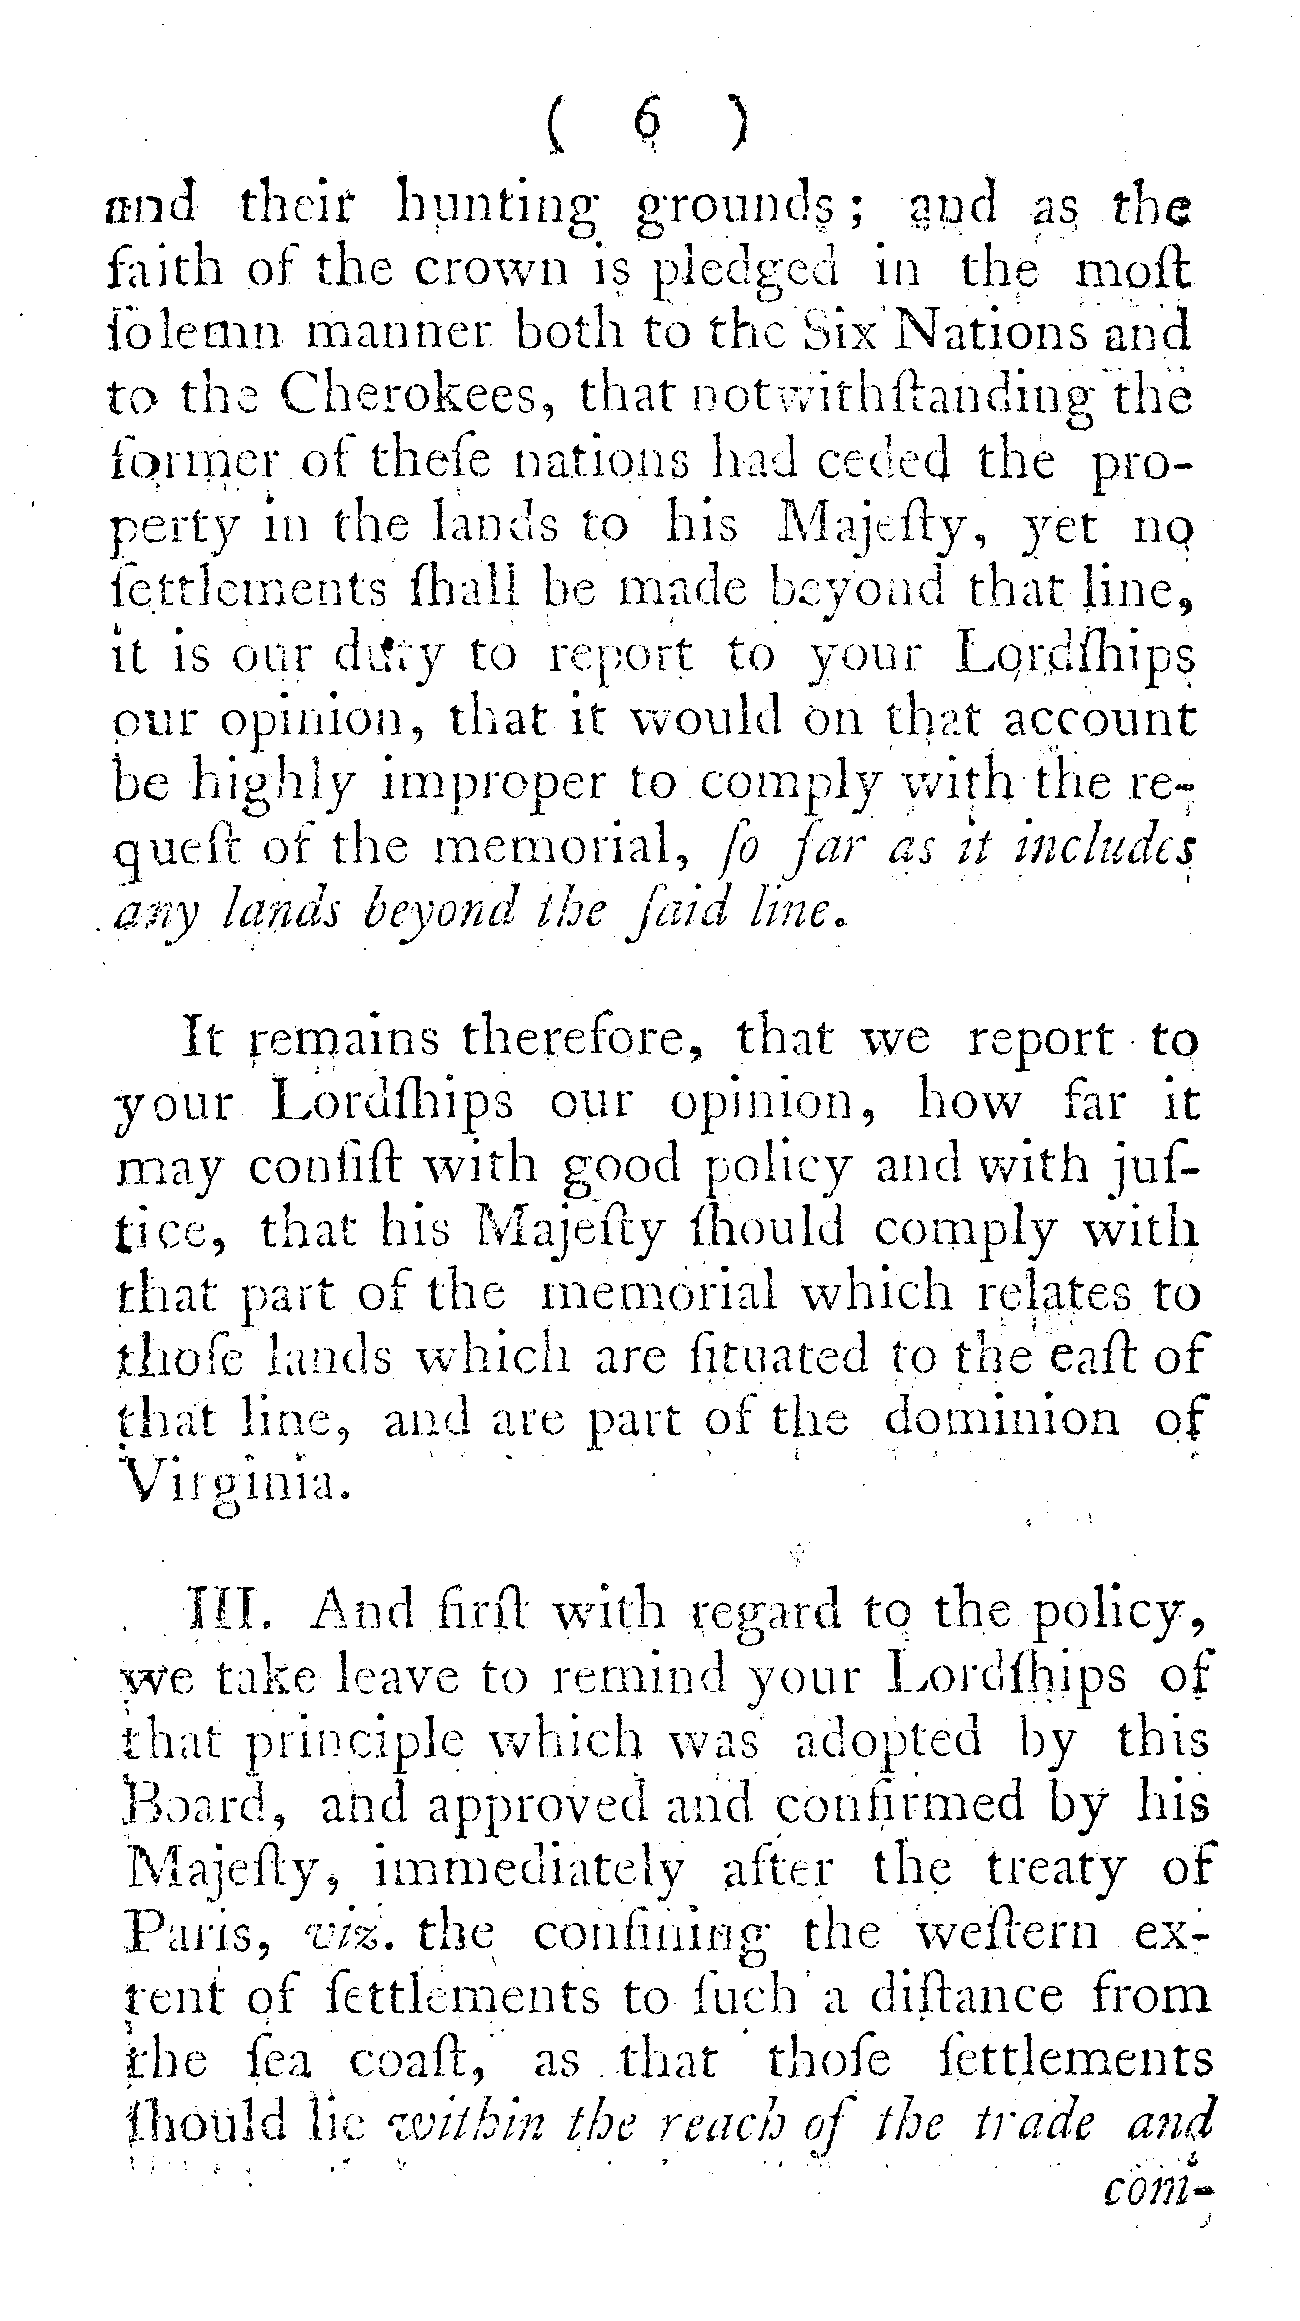 ( 6 )
and their hunting grounds; and as the
faith of the crown is pledged in the moſt
ſolemn manner both to the Six Nations and
to the Cherokees, that notwithſtanding the
former of theſe nations had ceded the pro-
perty in the lands to his Majeſty, yet no
ſettlements ſhall be made beyond that line,
it is our duty to report to your Lordſhips
our opinion, that it would on that account
be highly improper to comply with the re-
queſt of the memorial, ſo far as it includes
any lands beyond the ſaid line.
It remains therefore, that we report to
your Lordſhips our opinion, how far it
may conſiſt with good policy and with juſ-
tice, that his Majeſty ſhould comply with
that part of the memorial which relates to
thoſe lands which are ſituated to the eaſt of
that line, and are part of the dominion of
Virginia.
III. And firſt with regard to the policy,
we take leave to remind your Lordſhips of
that principle which was adopted by this
Board, and approved and confirmed by his
Majeſty, immediately after the treaty of
Paris, viz. the confining the weſtern ex-
tent of ſettlements to ſuch a diſtance from
the ſea coaſt, as that thoſe ſettlements
ſhould lie within the reach of the trade and
com-